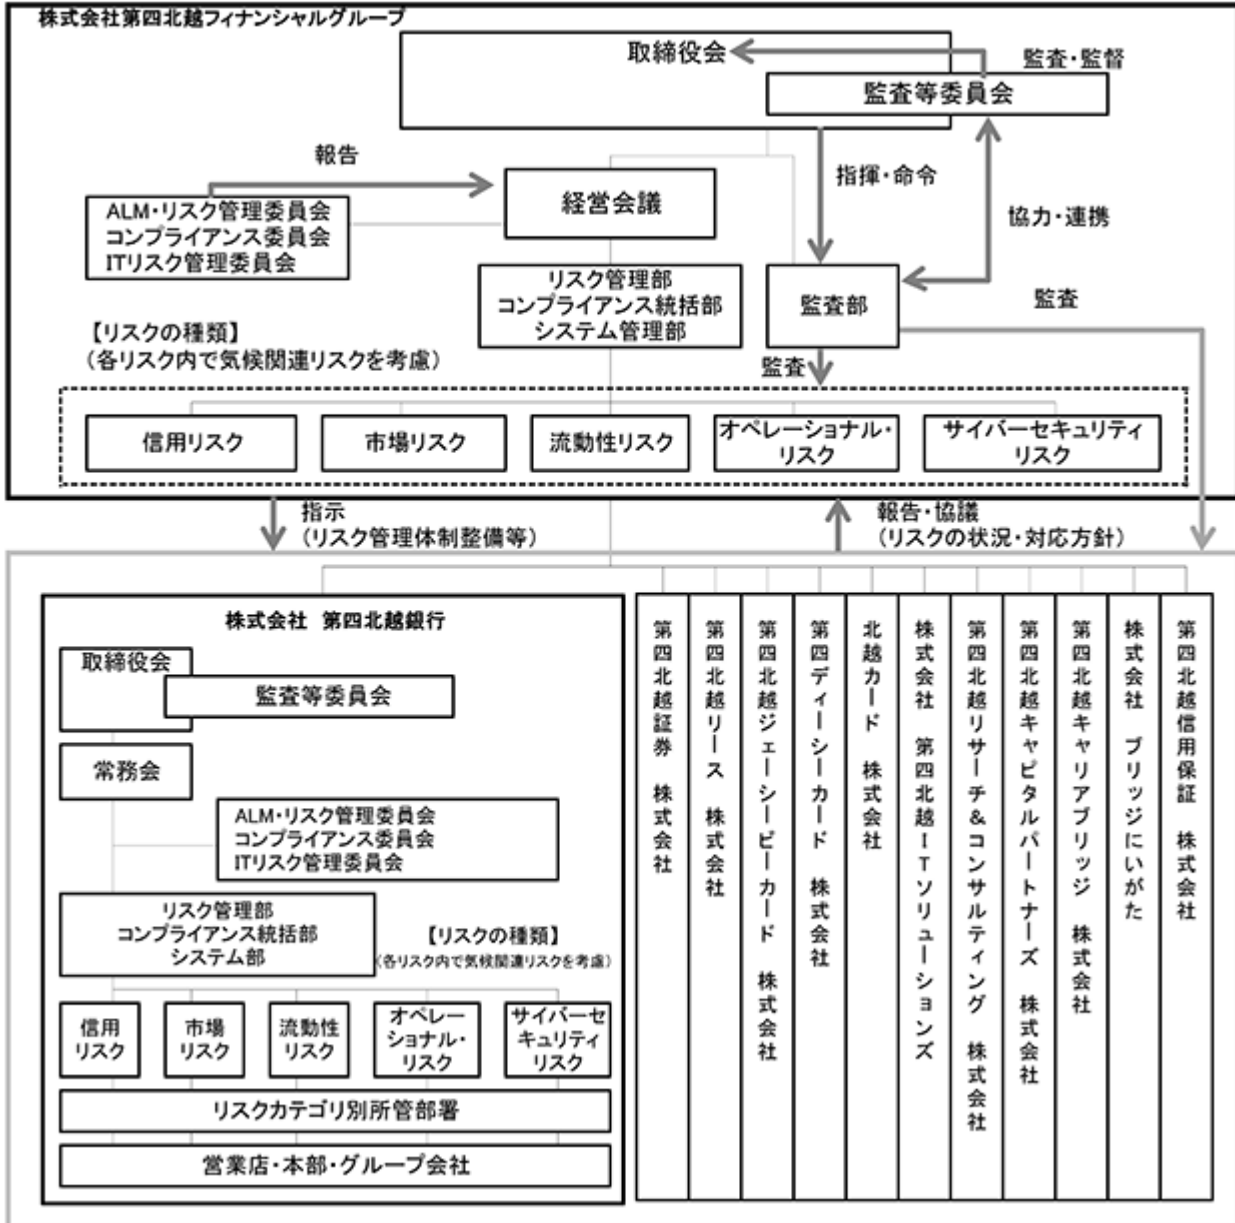 株式会社第四北越フィナンシャルグループ
取締役会
監査・監督
監査等委員会
報告
指揮・命令
経営会議
協力・連携
ALM・リスク管理委員会
コンプライアンス委員会
ITリスク管理委員会
リスク管理部
コンプライアンス統括部
システム管理部
監査部
監査
【リスクの種類】
（各リスク内で気候関連リスクを考慮）
監査
信用リスク
市場リスク
流動性リスク
オペレーショナル・
リスク
サイバーセキュリティ
リスク
指示
（リスク管理体制整備等）
報告・協議
（リスクの状況・対応方針）
株式会社 第四北越銀行
取締役会
監査等委員会
常務会
ALM・リスク管理委員会
コンプライアンス委員会
ITリスク管理委員会
リスク管理部
コンプライアンス統括部
システム部
【リスクの種類】
（各リスク内で気候関連リスクを考慮）
信用
リスク
市場
リスク
流動性
リスク
オペレー
ショナル・
リスク
サイバーセ
キュリティ
リスク
リスクカテゴリ別所管部署
営業店・本部・グループ会社
第四北越証券 株式会社
第四北越リース 株式会社
第四北越ジェーシービーカード 株式会社
第四ディーシーカード 株式会社
北越カード 株式会社
株式会社 第四北越ITソリューションズ
第四北越リサーチ&コンサルティング 株式会社
第四北越キャピタルパートナーズ 株式会社
第四北越キャリアブリッジ 株式会社
株式会社 ブリッジにいがた
第四北越信用保証 株式会社